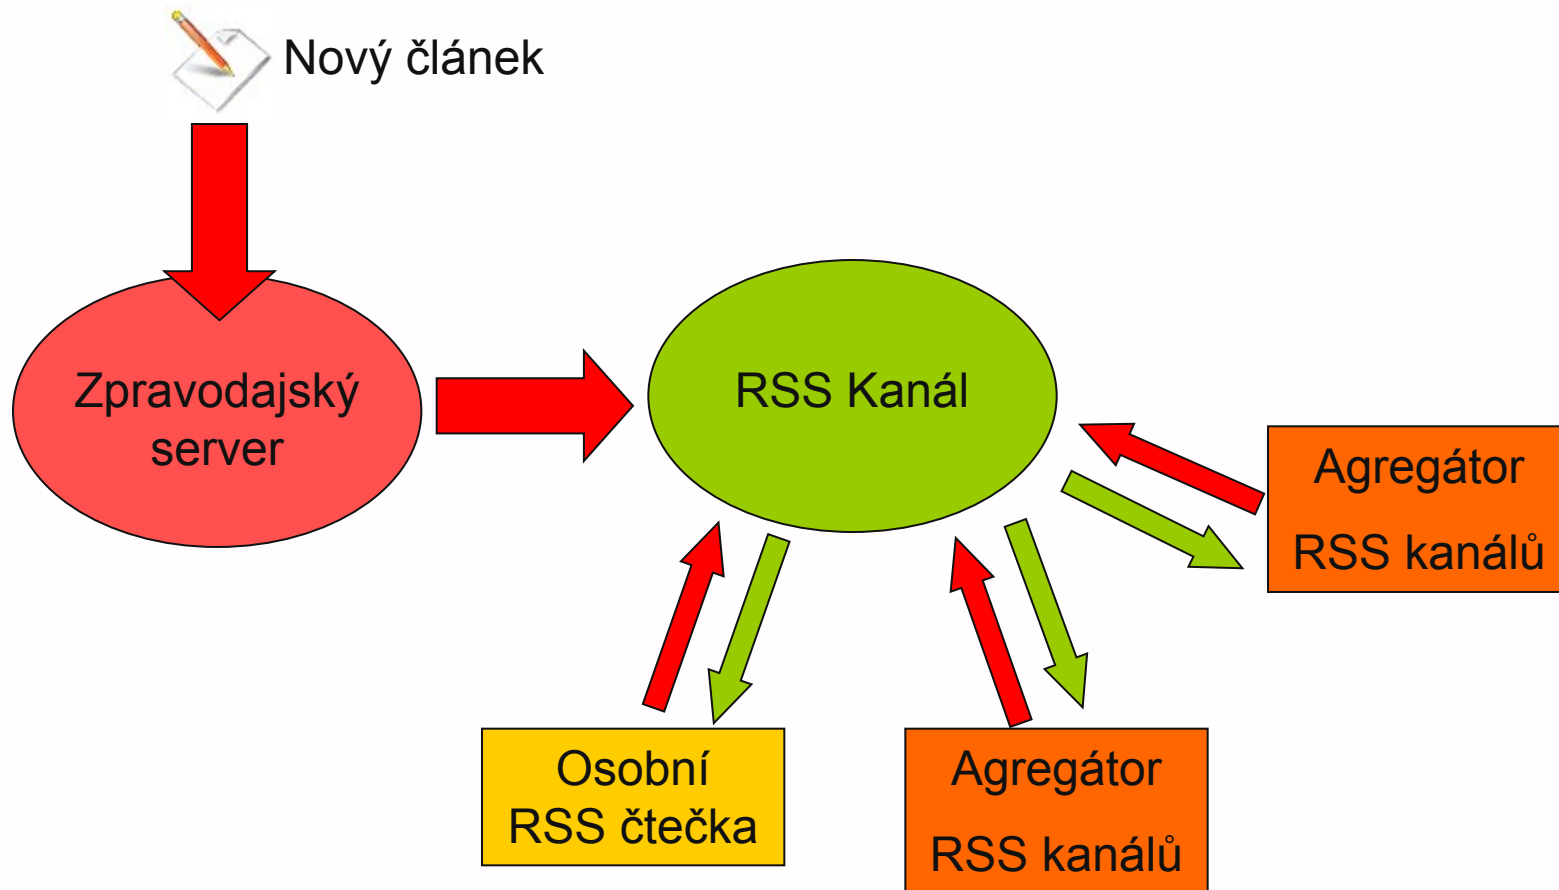 Nový článek
Zpravodajský
server
RSS Kanál
Agregátor
RSS kanálů
Osobní
RSS čtečka
Agregátor
RSS kanálů